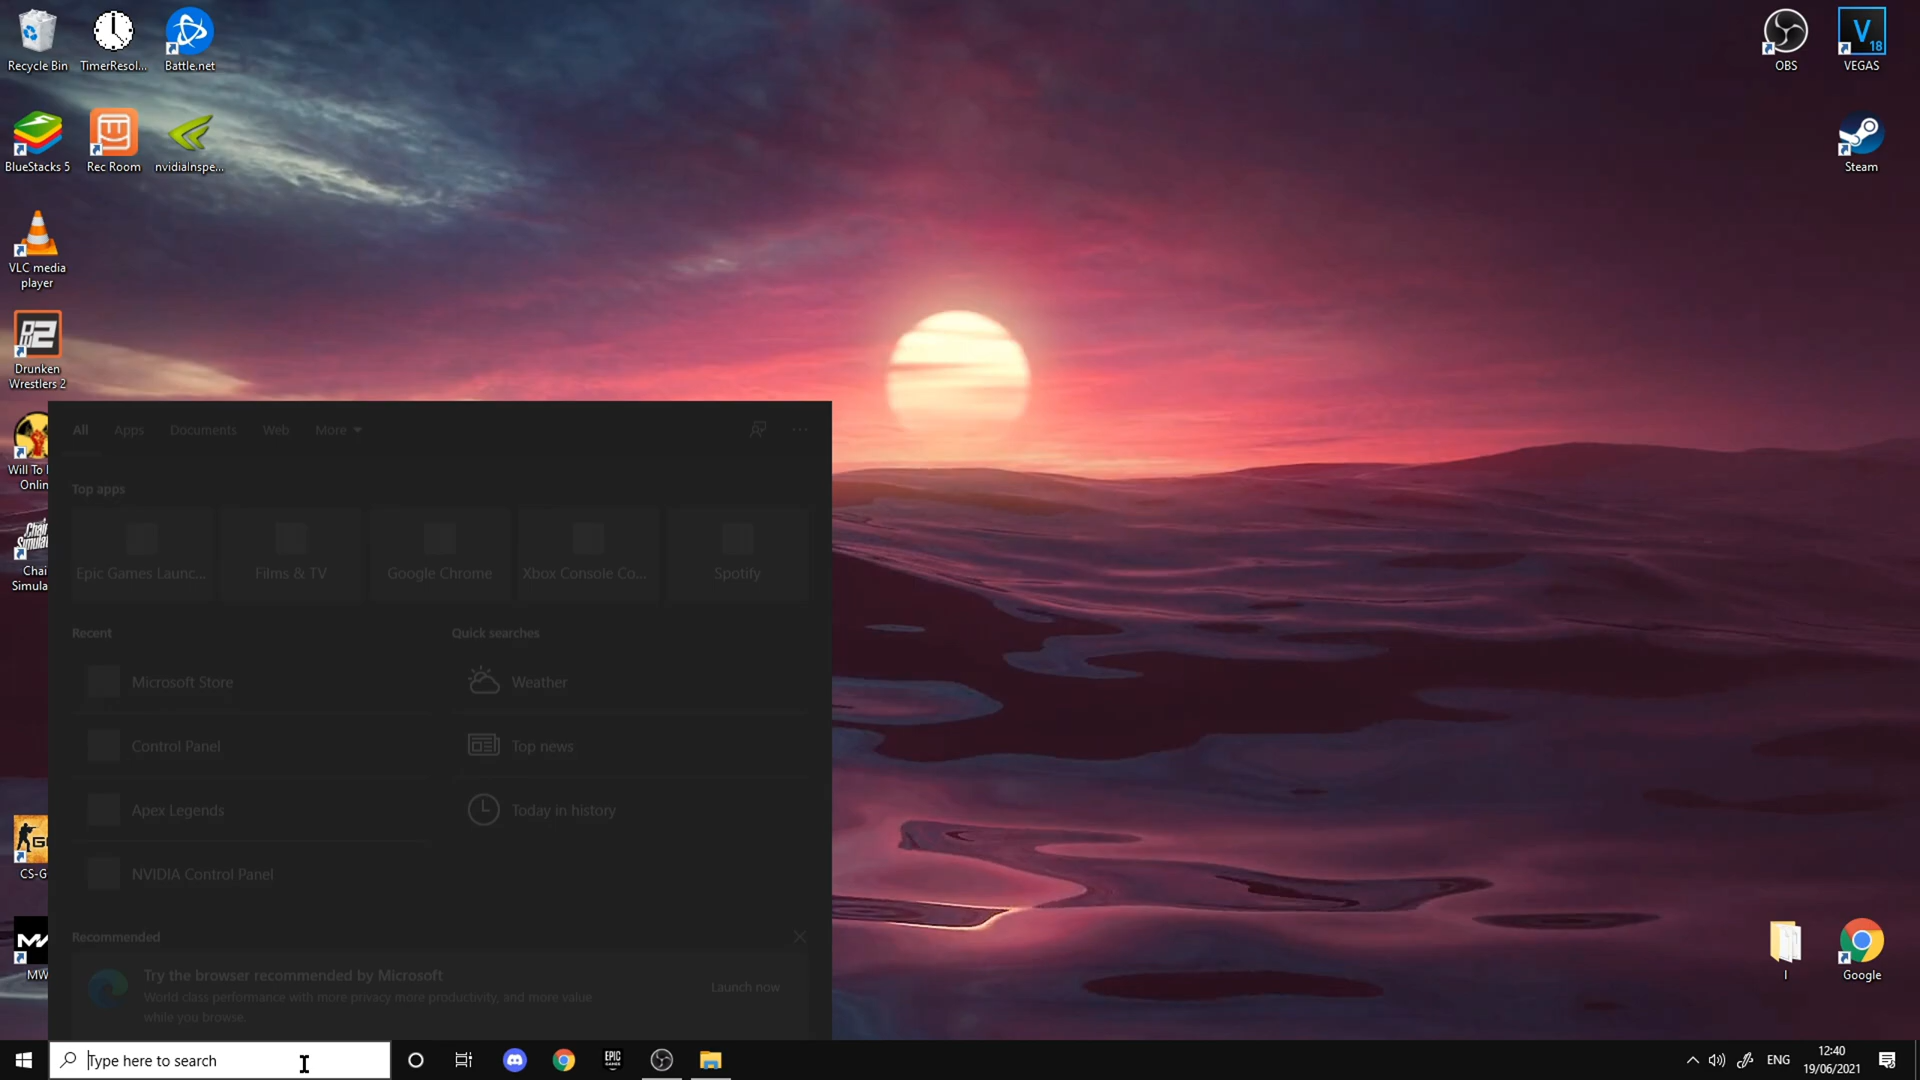 Recycle Bin
TimerResol...
Battle.net
OBS
V
18
VEGAS
BlueStacks 5
Rec Room
nvidiaInspe...
Steam
VLC media
player
Drunken
Wrestlers 2
Will To
Onlin
Chai
Simula
CS-G
MW
All
Apps
Documents
Web
More
Top apps
Epic Games Launc...
Films & TV
Google Chrome
Xbox Console Co...
Spotify
Recent
Quick searches
Microsoft Store
Weather
Control Panel
Top news
Apex Legends
Today in history
NVIDIA Control Panel
Recommended
Try the browser recommended by Microsoft
World class performance with more privacy more productivity, and more value
while you browse.
Launch now
I
Google
Type here to search
EPIC
GAMES
ENG
12:40
19/06/2021